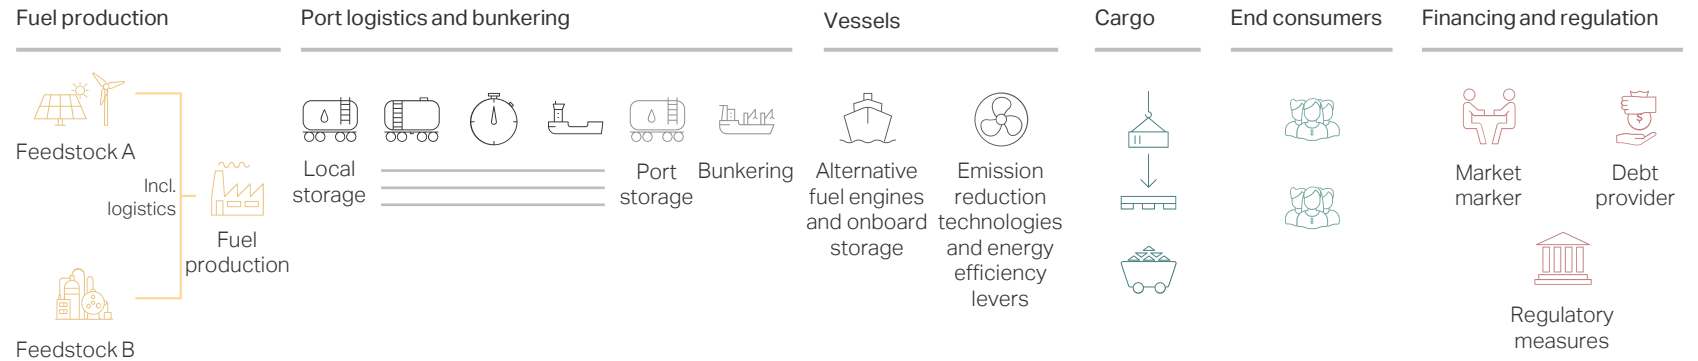 Fuel production
Port logistics and bunkering
Vessels
Cargo
End consumers
Financing and regulation
Feedstock A
Incl.
logistics
Fuel
production
Feedstock B
Local
storage
Port
storage
Bunkering
Alternative
fuel engines
and onboard
storage
Emission
reduction
technologies
and energy
efficiency
levers
Market
marker
$
Debt
provider
Regulatory
measures